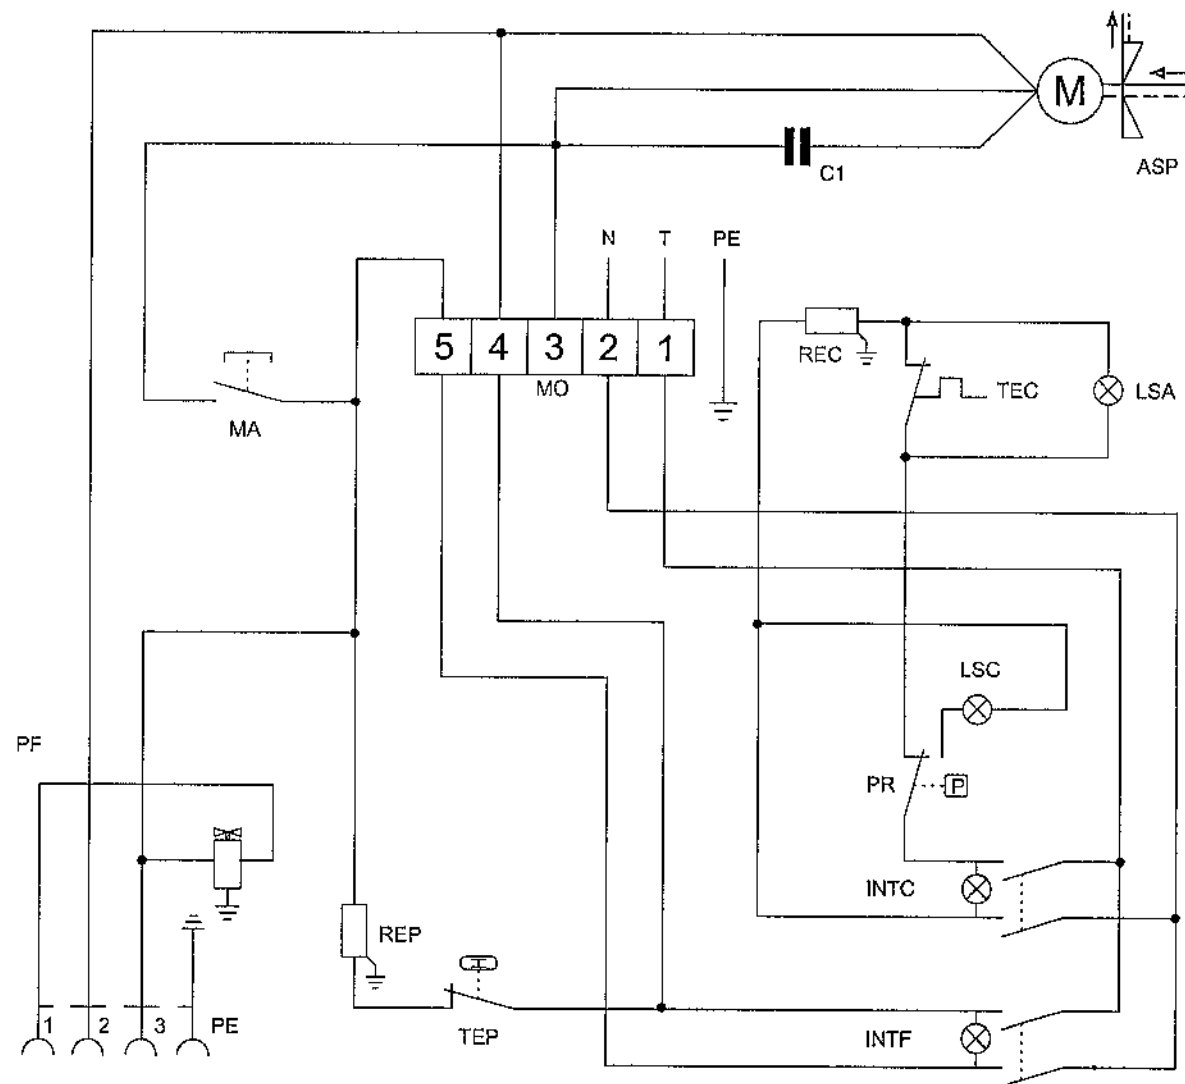 M
ASP
C1
N T PE
5 4 3 2 1
MO
REC
TEC
LSA
MA
LSC
PF
PR
P
INTC
REP
TEP
INTF
1 2 3 PE